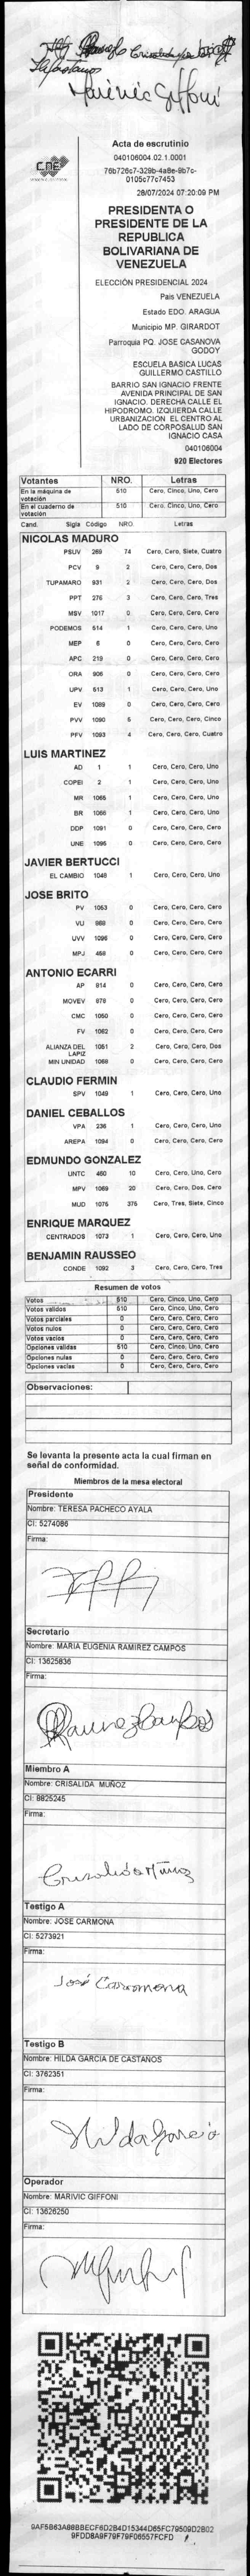 CNE
Acta de escrutinio
040106004.02.1.0001
76b726c7-329b-4a8e-9b7c-
0105c77c7453
28/07/2024 07:20:09 PM
PRESIDENTA O
PRESIDENTE DE LA
REPUBLICA
BOLIVARIANA DE
VENEZUELA
ELECCIÓN PRESIDENCIAL 2024
País VENEZUELA
Estado EDO. ARAGUA
Municipio MP. GIRARDOT
Parroquia PQ. JOSE CASANOVA
GODOY
ESCUELA BASICA LUCAS
GUILLERMO CASTILLO
BARRIO SAN IGNACIO FRENTE
AVENIDA PRINCIPAL DE SAN
IGNACIO. DERECHA CALLE EL
HIPODROMO. IZQUIERDA CALLE
URBANIZACION EL CENTRO AL
LADO DE CORPOSALUD SAN
IGNACIO CASA
040106004
920 Electores
Votantes NRO. Letras
En la máquina de votación 510 Cero, Cinco, Uno, Cero
En el cuaderno de votación 510 Cero, Cinco, Uno, Cero
Cand. Sigla Código NRO. Letras
NICOLAS MADURO
PSUV 269 74 Cero, Cero, Siete, Cuatro
PCV 9 2 Cero, Cero, Cero, Dos
TUPAMARO 931 2 Cero, Cero, Cero, Dos
PPT 276 3 Cero, Cero, Cero, Tres
MSV 1017 0 Cero, Cero, Cero, Cero
PODEMOS 514 1 Cero, Cero, Cero, Uno
MEP 6 0 Cero, Cero, Cero, Cero
APC 219 0 Cero, Cero, Cero, Cero
ORA 906 0 Cero, Cero, Cero, Cero
UPV 613 1 Cero, Cero, Cero, Uno
EV 1089 0 Cero, Cero, Cero, Cero
PVV 1090 5 Cero, Cero, Cero, Cinco
PFV 1093 4 Cero, Cero, Cero, Cuatro
LUIS MARTINEZ
AD 1 1 Cero, Cero, Cero, Uno
COPEI 2 1 Cero, Cero, Cero, Uno
MR 1065 1 Cero, Cero, Cero, Uno
BR 1086 1 Cero, Cero, Cero, Uno
DDP 1091 0 Cero, Cero, Cero, Cero
UNE 1095 0 Cero, Cero, Cero, Cero
JAVIER BERTUCCI
EL CAMBIO 1048 1 Cero, Cero, Cero, Uno
JOSE BRITO
PV 1053 0 Cero, Cero, Cero, Cero
VU 968 0 Cero, Cero, Cero, Cero
UVV 1096 0 Cero, Cero, Cero, Cero
MPJ 458 0 Cero, Cero, Cero, Cero
ANTONIO ECARRI
AP 814 0 Cero, Cero, Cero, Cero
MOVEV 878 0 Cero, Cero, Cero, Cero
CMC 1050 0 Cero, Cero, Cero, Cero
FV 1062 0 Cero, Cero, Cero, Cero
ALIANZA DEL LAPIZ 1051 2 Cero, Cero, Cero, Dos
MIN UNIDAD 1068 0 Cero, Cero, Cero, Cero
CLAUDIO FERMIN
SPV 1049 1 Cero, Cero, Cero, Uno
DANIEL CEBALLOS
VPA 236 1 Cero, Cero, Cero, Uno
AREPA 1094 0 Cero, Cero, Cero, Cero
EDMUNDO GONZALEZ
UNTC 450 10 Cero, Cero, Uno, Cero
MPV 1069 20 Cero, Cero, Dos, Cero
MUD 1075 375 Cero, Tres, Siete, Cinco
ENRIQUE MARQUEZ
CENTRADOS 1073 1 Cero, Cero, Cero, Uno
BENJAMIN RAUSSEO
CONDE 1092 3 Cero, Cero, Cero, Tres
Resumen de votos
Votos 510 Cero, Cinco, Uno, Cero
Votos validos 510 Cero, Cinco, Uno, Cero
Votos parciales 0 Cero, Cero, Cero, Cero
Votos nulos 0 Cero, Cero, Cero, Cero
Votos vacios 0 Cero, Cero, Cero, Cero
Opciones validas 510 Cero, Cinco, Uno, Cero
Opciones nulas 0 Cero, Cero, Cero, Cero
Opciones vacias 0 Cero, Cero, Cero, Cero
Observaciones:
Se levanta la presente acta la cual firman en
señal de conformidad.
Miembros de la mesa electoral
Presidente
Nombre: TERESA PACHECO AYALA
CI: 5274086
Firma:
Secretario
Nombre: MARIA EUGENIA RAMIREZ CAMPOS
CI: 13625836
Firma:
Miembro A
Nombre: CRISALIDA MUÑOZ
CI: 8825245
Firma:
Crisalida Muñoz
Testigo A
Nombre: JOSE CARMONA
CI: 5273921
Firma:
José Carmona
Testigo B
Nombre: HILDA GARCIA DE CASTAÑOS
CI: 3762351
Firma:
Hilda Garcia
Operador
Nombre: MARIVIC GIFFONI
CI: 13626250
Firma:
9AF5B63A88BBECF6D2B4D15344D65FC79509D2B02
9FDD8A9F79F79F06557FCFD